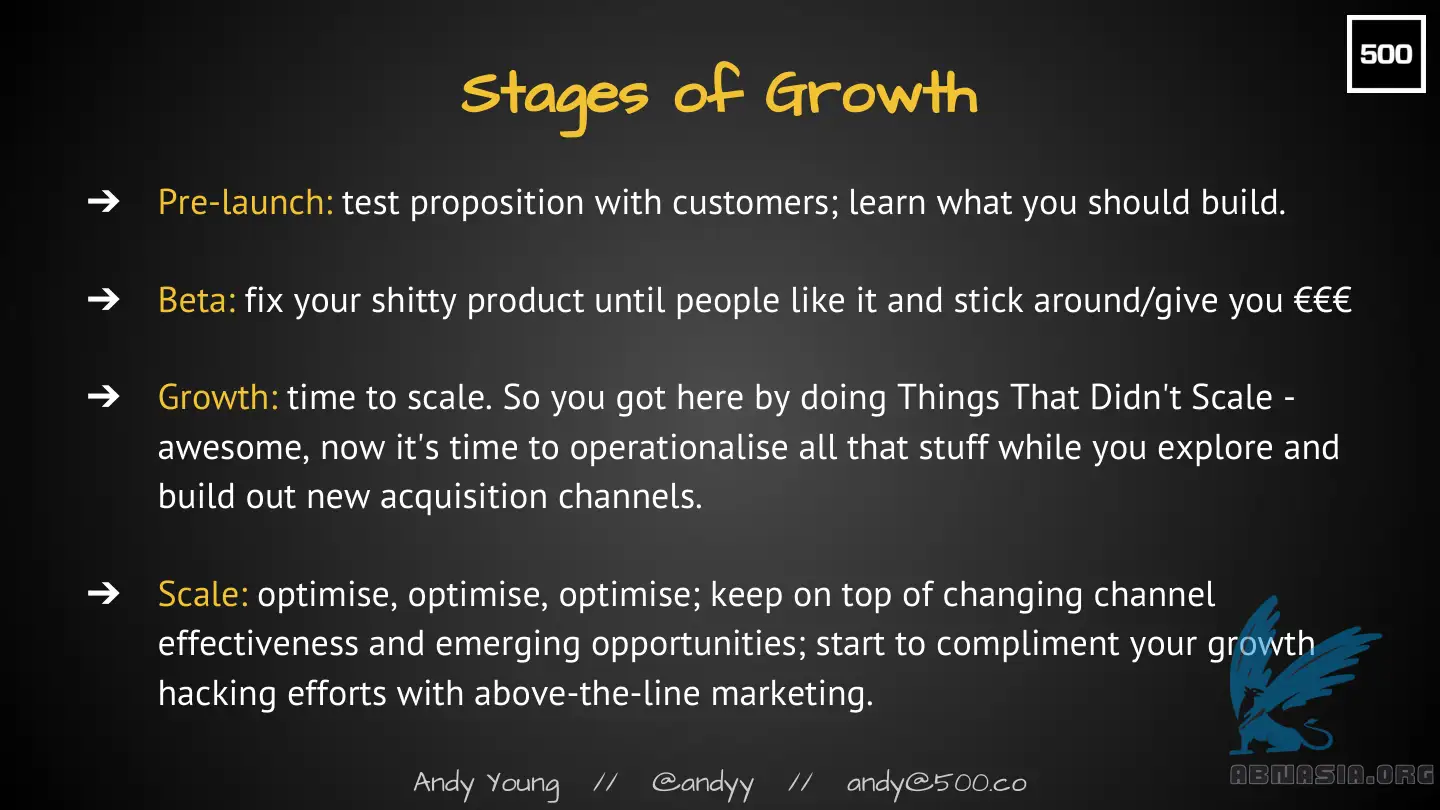 500
Stages of Growth
➔ Pre-launch: test proposition with customers; learn what you should build.
➔ Beta: fix your shitty product until people like it and stick around/give you €€€
➔ Growth: time to scale. So you got here by doing Things That Didn't Scale -
awesome, now it's time to operationalise all that stuff while you explore and
build out new acquisition channels.
➔ Scale: optimise, optimise, optimise; keep on top of changing channel
effectiveness and emerging opportunities; start to compliment your growth
hacking efforts with above-the-line marketing.
Andy Young // @andyy // andy@500.co
ABNASIA.ORG